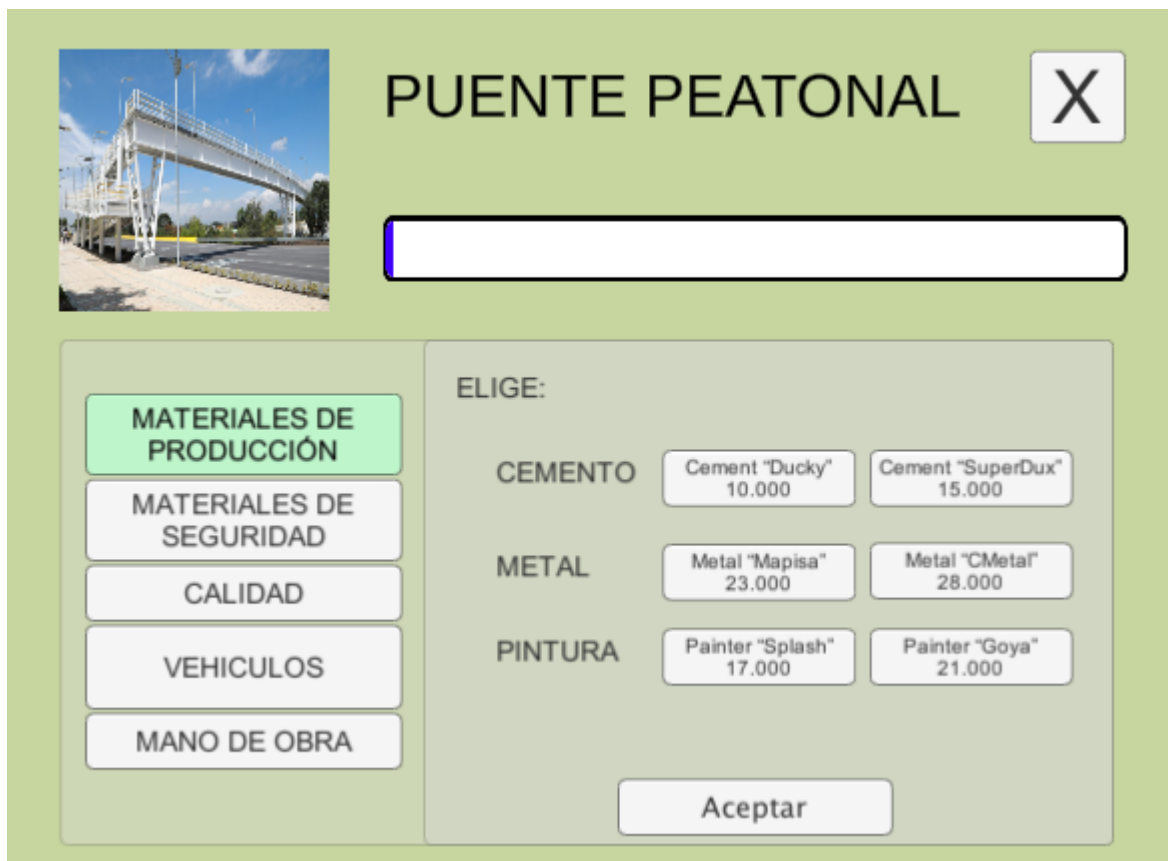 PUENTE PEATONAL
X
MATERIALES DE
PRODUCCIÓN
MATERIALES DE
SEGURIDAD
CALIDAD
VEHICULOS
MANO DE OBRA
ELIGE:
CEMENTO
Cement “Ducky”
10.000
Cement “SuperDux”
15.000
METAL
Metal “Mapisa”
23.000
Metal “CMetal”
28.000
PINTURA
Painter “Splash”
17.000
Painter “Goya”
21.000
Aceptar